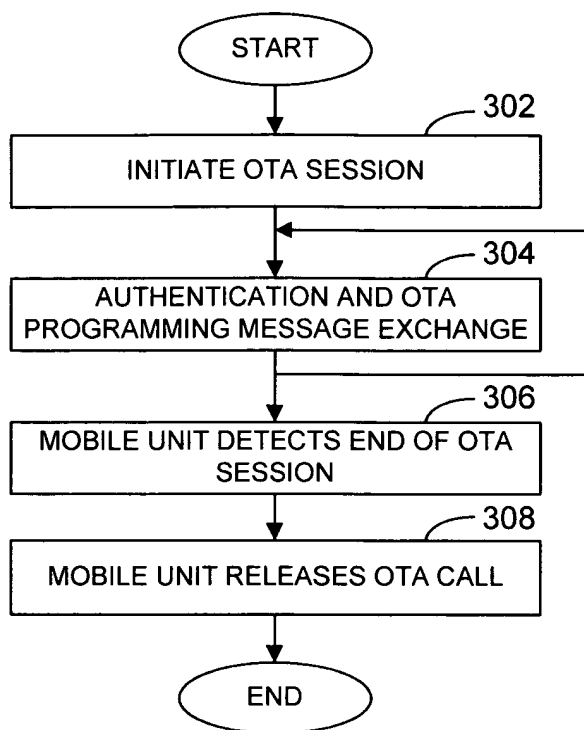 START
302
INITIATE OTA SESSION
304
AUTHENTICATION AND OTA
PROGRAMMING MESSAGE EXCHANGE
306
MOBILE UNIT DETECTS END OF OTA
SESSION
308
MOBILE UNIT RELEASES OTA CALL
END